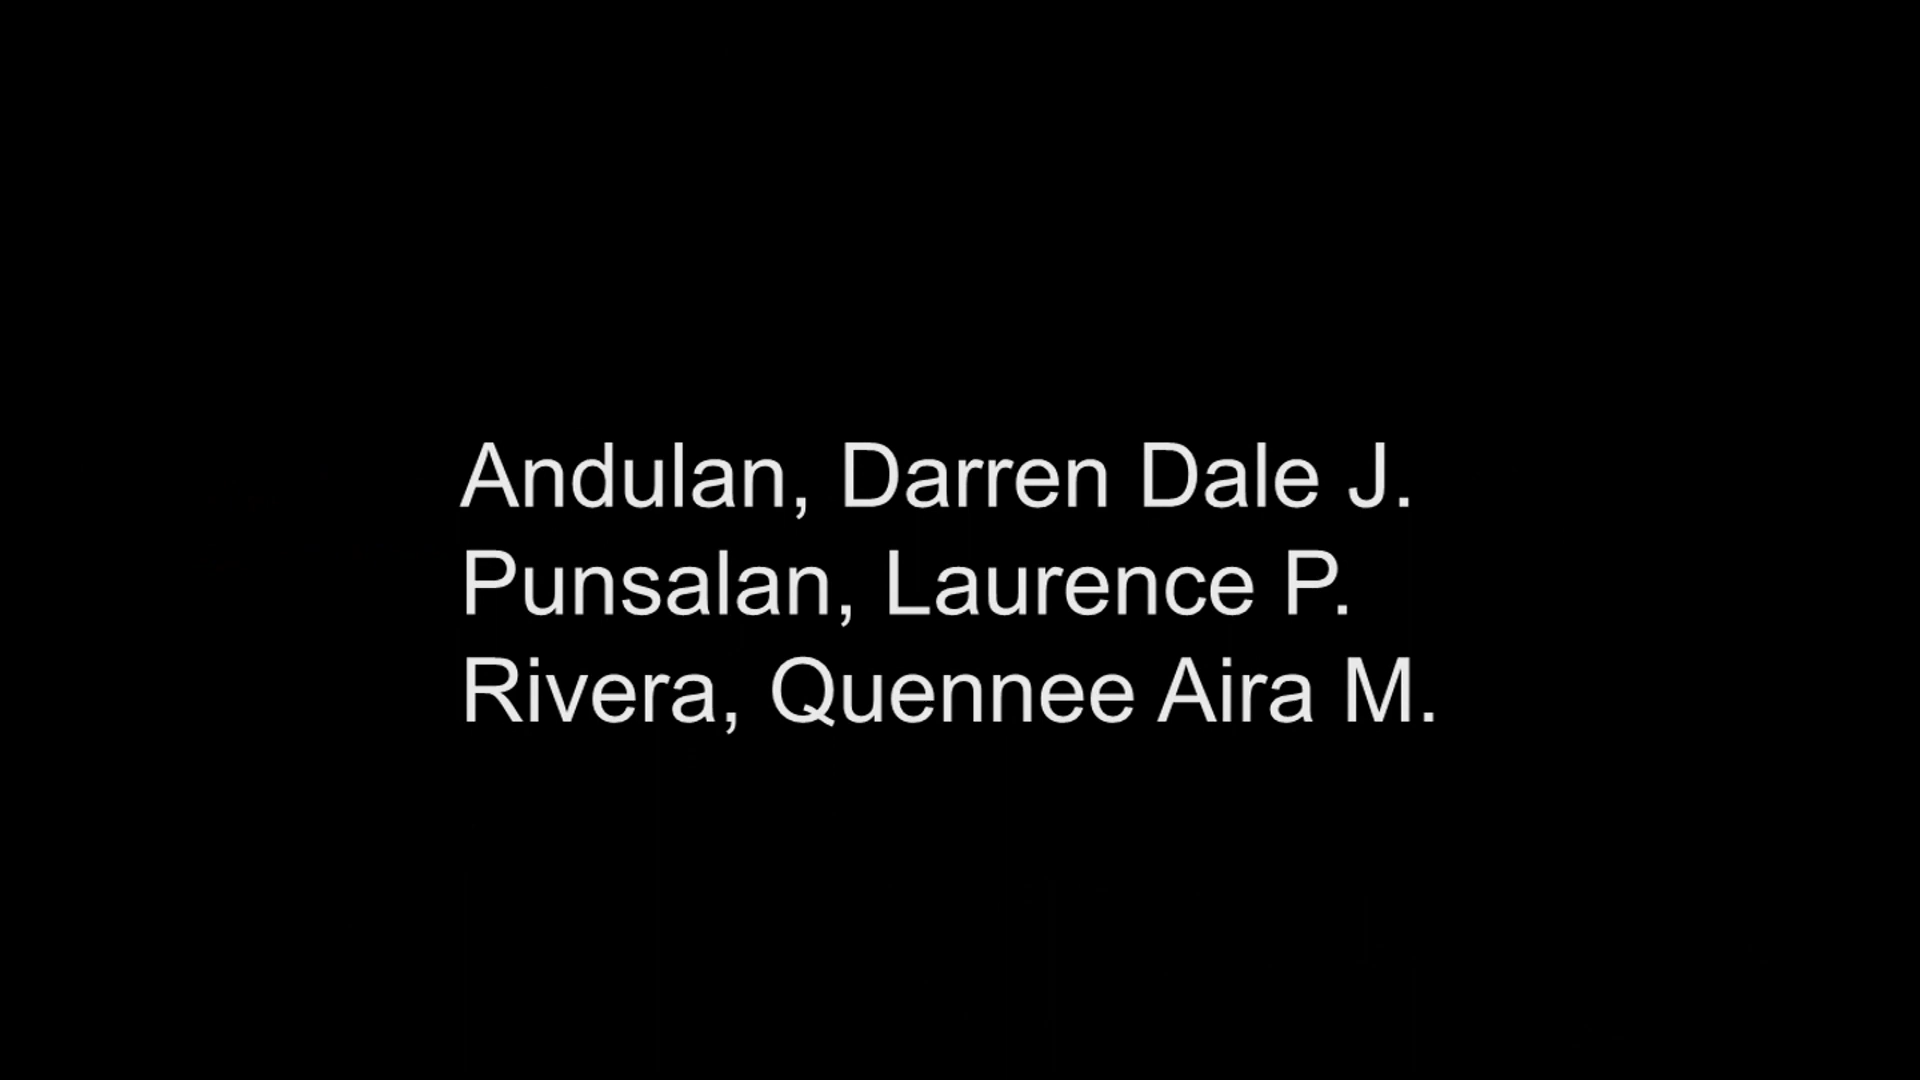 Andulan, Darren Dale J.
Punsalan, Laurence P.
Rivera, Quennee Aira M.